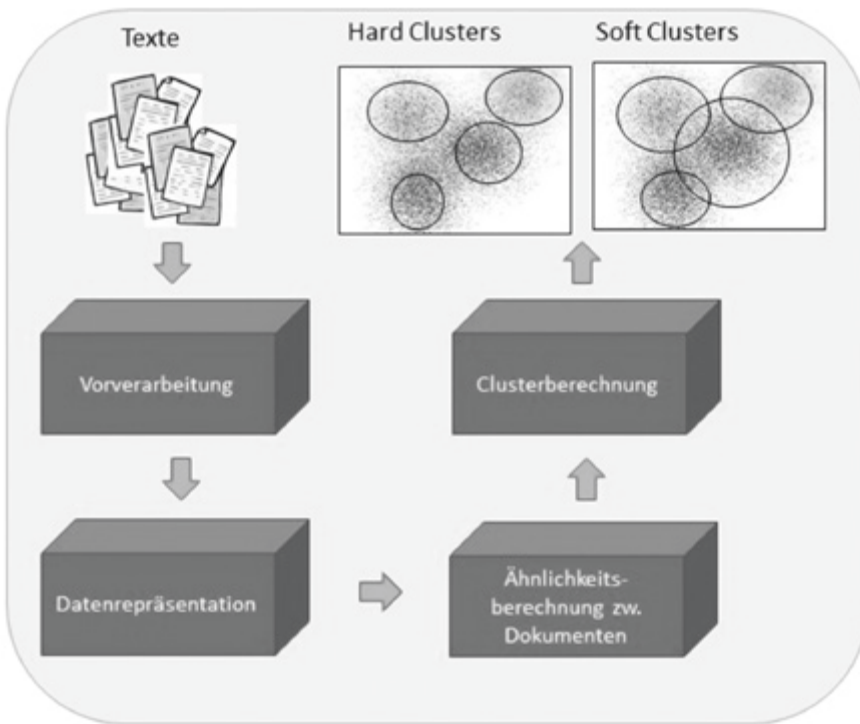 Texte
Hard Clusters
Soft Clusters
Vorverarbeitung
Clusterberechnung
Datenrepräsentation
Ähnlichkeits-
berechnung zw.
Dokumenten